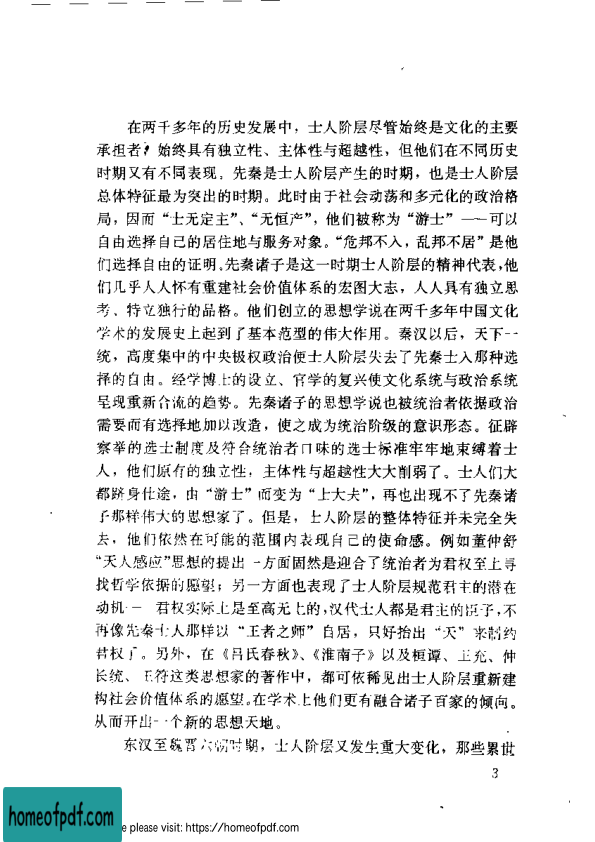 在两千多年的历史发展中，士人阶层尽管始终是文化的主要
承担者，始终具有独立性、主体性与超越性，但他们在不同历史
时期又有不同表现。先秦是士人阶层产生的时期，也是士人阶层
总体特征最为突出的时期。此时由于社会动荡和多元化的政治格
局，因而“士无定主”、“无恒产”，他们被称为“游士”——可以
自由选择自己的居住地与服务对象。“危邦不入，乱邦不居”是他
们选择自由的证明。先秦诸子是这一时期士人阶层的精神代表，他
们几乎人人怀有重建社会价值体系的宏图大志，人人具有独立思
考、特立独行的品格。他们创立的思想学说在两千多年中国文化
学术的发展史上起到了基本范型的伟大作用。秦汉以后，天下一
统，高度集中的中央极权政治使士人阶层失去了先秦士人那种选
择的自由。经学博士的设立、官学的复兴使文化系统与政治系统
呈现重新合流的趋势。先秦诸子的思想学说也被统治者依据政治
需要而有选择地加以改造，使之成为统治阶级的意识形态。征辟
察举的选士制度及符合统治者口味的选士标准牢牢地束缚着士
人，他们原有的独立性，主体性与超越性大大削弱了。士人们大
都跻身仕途，由“游士”而变为“士大夫”，再也出现不了先秦诸
子那样伟大的思想家了。但是，士人阶层的整体特征并未完全失
去，他们依然在可能的范围内表现自己的使命感。例如董仲舒
“天人感应”思想的提出一方面固然是迎合了统治者为君权至上寻
找哲学依据的愿望；另一方面也表现了士人阶层规范君主的潜在
动机——君权实际上是至高无上的，汉代士人都是君主的臣子，不
再像先秦士人那样以“王者之师”自居，只好抬出“天”来制约
君权了。另外，在《吕氏春秋》、《淮南子》以及桓谭、王充、仲
长统、王符这类思想家的著作中，都可依稀见出士人阶层重新建
构社会价值体系的愿望。在学术上他们更有融合诸子百家的倾向。
从而开出一个新的思想天地。
东汉至魏晋六朝时期，士人阶层又发生重大变化，那些累世
3
homeofpdf.com
e please visit: https://homeofpdf.com